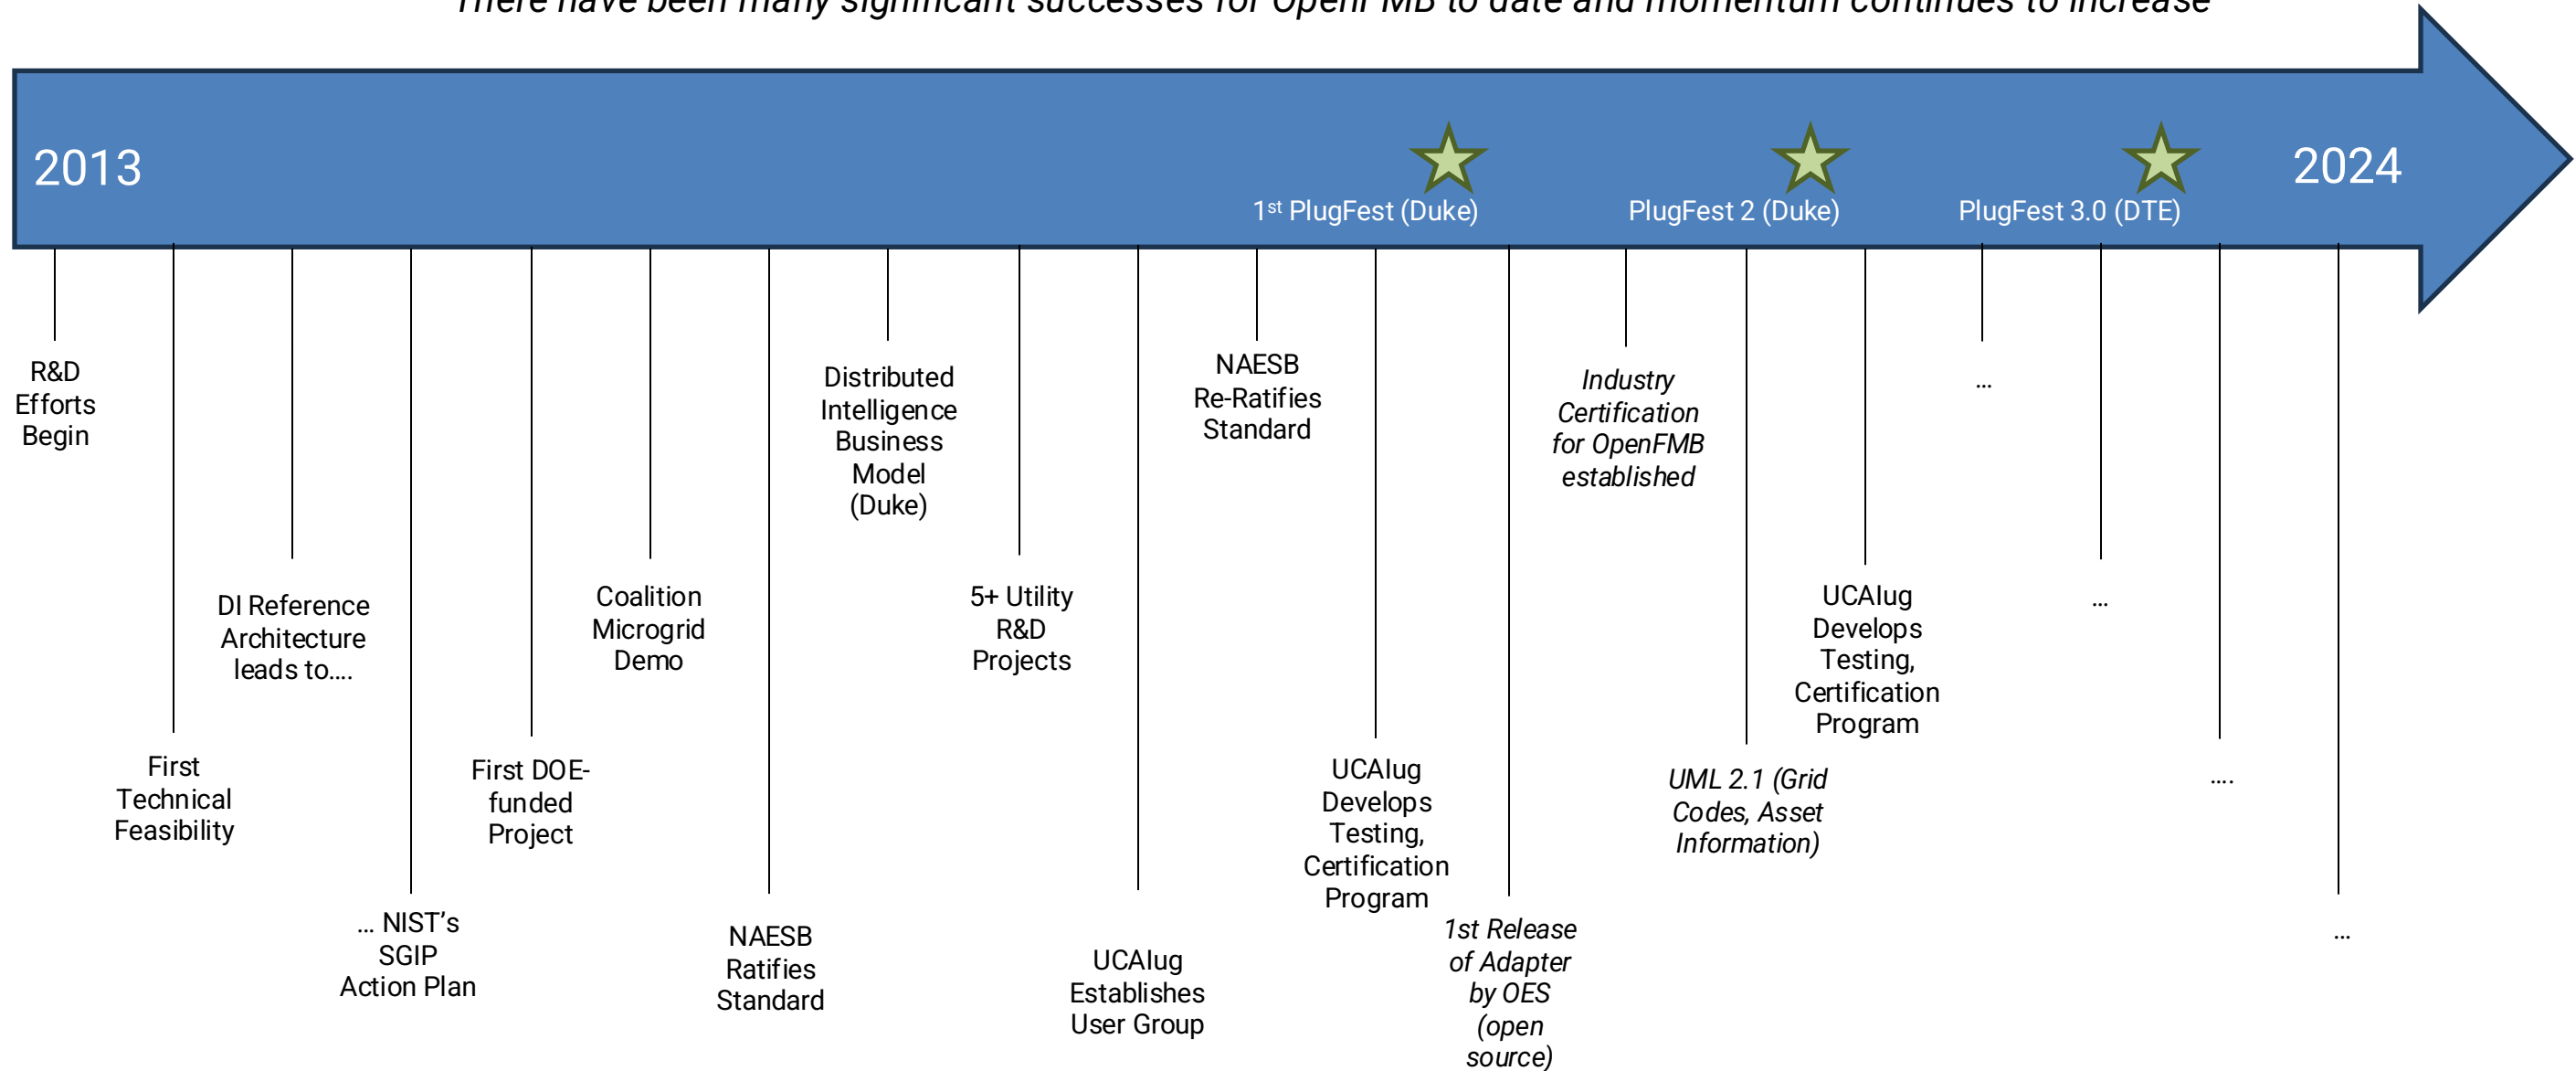 There have been many significant successes for OpenFMB to date and momentum continues to increase
2013
2024
1st PlugFest (Duke)
PlugFest 2 (Duke)
PlugFest 3.0 (DTE)
R&D
Efforts
Begin
First
Technical
Feasibility
DI Reference
Architecture
leads to....
... NIST’s
SGIP
Action Plan
First DOE-
funded
Project
Coalition
Microgrid
Demo
NAESB
Ratifies
Standard
Distributed
Intelligence
Business
Model
(Duke)
5+ Utility
R&D
Projects
UCAIug
Establishes
User Group
NAESB
Re-Ratifies
Standard
UCAIug
Develops
Testing,
Certification
Program
1st Release
of Adapter
by OES
(open
source)
Industry
Certification
for OpenFMB
established
UML 2.1 (Grid
Codes, Asset
Information)
UCAIug
Develops
Testing,
Certification
Program
...
...
....
...